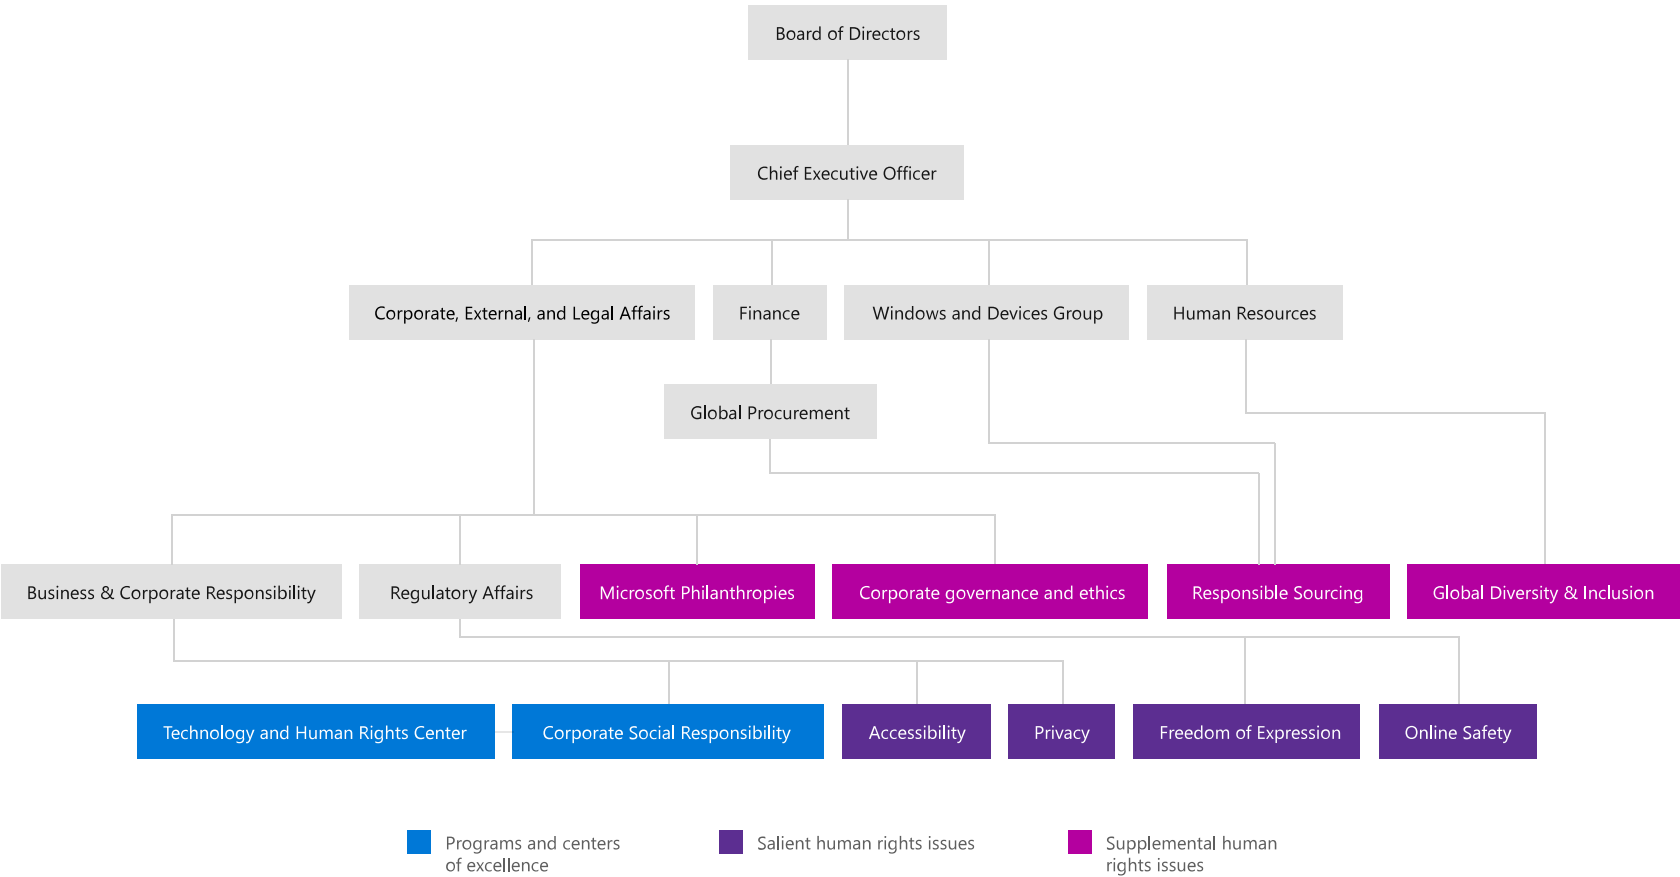 Board of Directors
Chief Executive Officer
Corporate, External, and Legal Affairs
Finance
Windows and Devices Group
Human Resources
Global Procurement
Business & Corporate Responsibility
Regulatory Affairs
Microsoft Philanthropies
Corporate governance and ethics
Responsible Sourcing
Global Diversity & Inclusion
Technology and Human Rights Center
Corporate Social Responsibility
Accessibility
Privacy
Freedom of Expression
Online Safety
Programs and centers
of excellence
Salient human rights issues
Supplemental human
rights issues